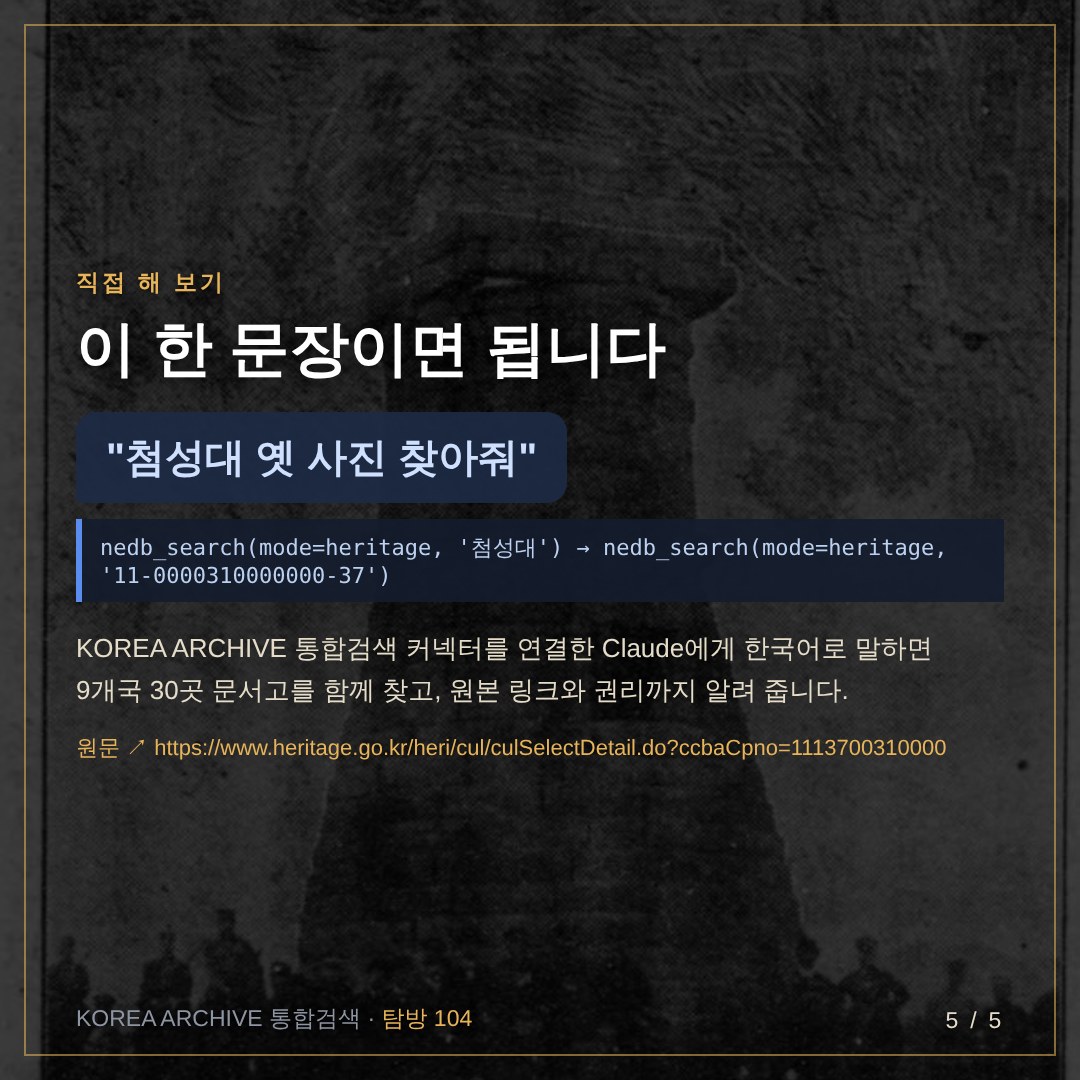 직접 해 보기
이 한 문장이면 됩니다
"첨성대 옛 사진 찾아줘"
nedb_search(mode=heritage, '첨성대') → nedb_search(mode=heritage,
'11-0000310000000-37')
KOREA ARCHIVE 통합검색 커넥터를 연결한 Claude에게 한국어로 말하면
9개국 30곳 문서고를 함께 찾고, 원본 링크와 권리까지 알려 줍니다.
원문 ↗ https://www.heritage.go.kr/heri/cul/culSelectDetail.do?ccbaCpno=1113700310000
KOREA ARCHIVE 통합검색 · 탐방 104
5 / 5